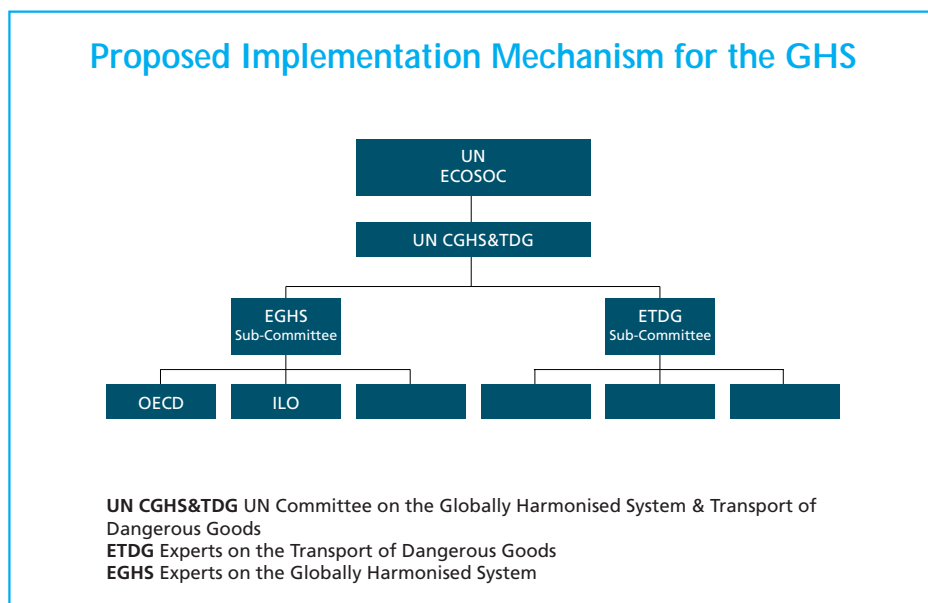 Proposed Implementation Mechanism for the GHS
UN
ECOSOC
UN CGHS&TDG
EGHS
Sub-Committee
ETDG
Sub-Committee
OECD
ILO
UN CGHS&TDG UN Committee on the Globally Harmonised System & Transport of
Dangerous Goods
ETDG Experts on the Transport of Dangerous Goods
EGHS Experts on the Globally Harmonised System